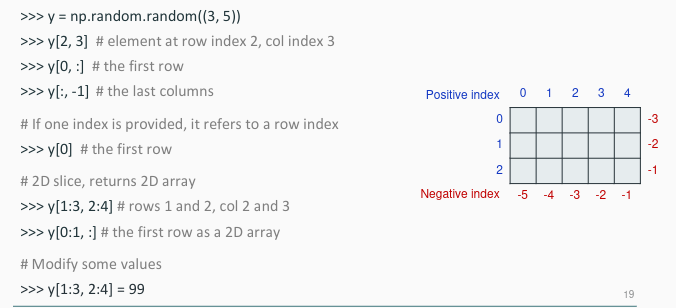 >>> y = np.random.random((3, 5))
>>> y[2, 3] # element at row index 2, col index 3
>>> y[0, :] # the first row
>>> y[:, -1] # the last columns
# If one index is provided, it refers to a row index
>>> y[0] # the first row
# 2D slice, returns 2D array
>>> y[1:3, 2:4] # rows 1 and 2, col 2 and 3
>>> y[0:1, :] # the first row as a 2D array
# Modify some values
>>> y[1:3, 2:4] = 99
Positive index 0 1 2 3 4
0 -3
1 -2
2 -1
Negative index -5 -4 -3 -2 -1
19